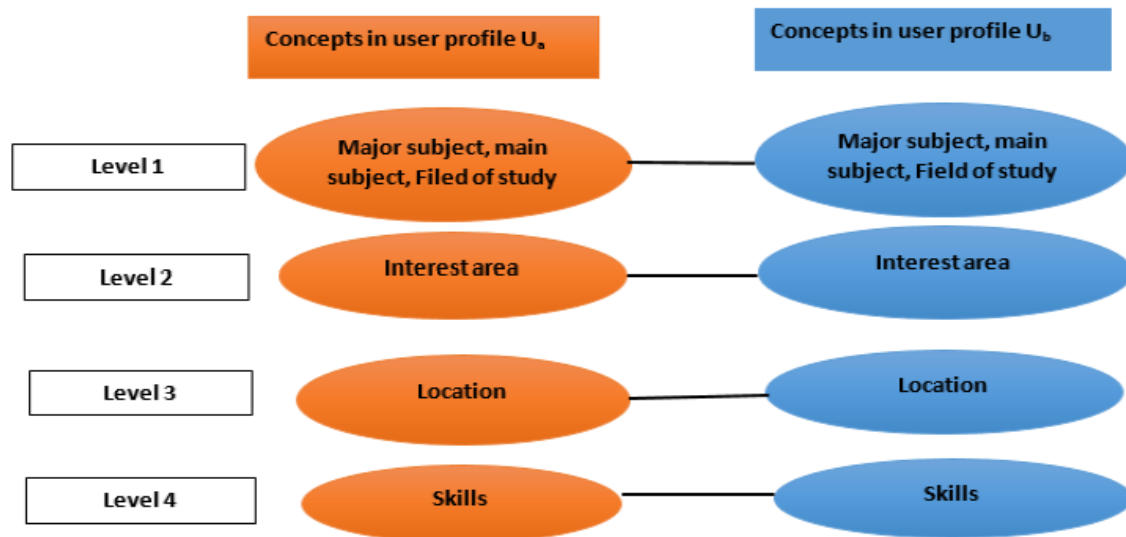 Concepts in user profile Uₐ
Concepts in user profile U_b
Level 1
Major subject, main
subject, Filed of study
Major subject, main
subject, Field of study
Level 2
Interest area
Interest area
Level 3
Location
Location
Level 4
Skills
Skills